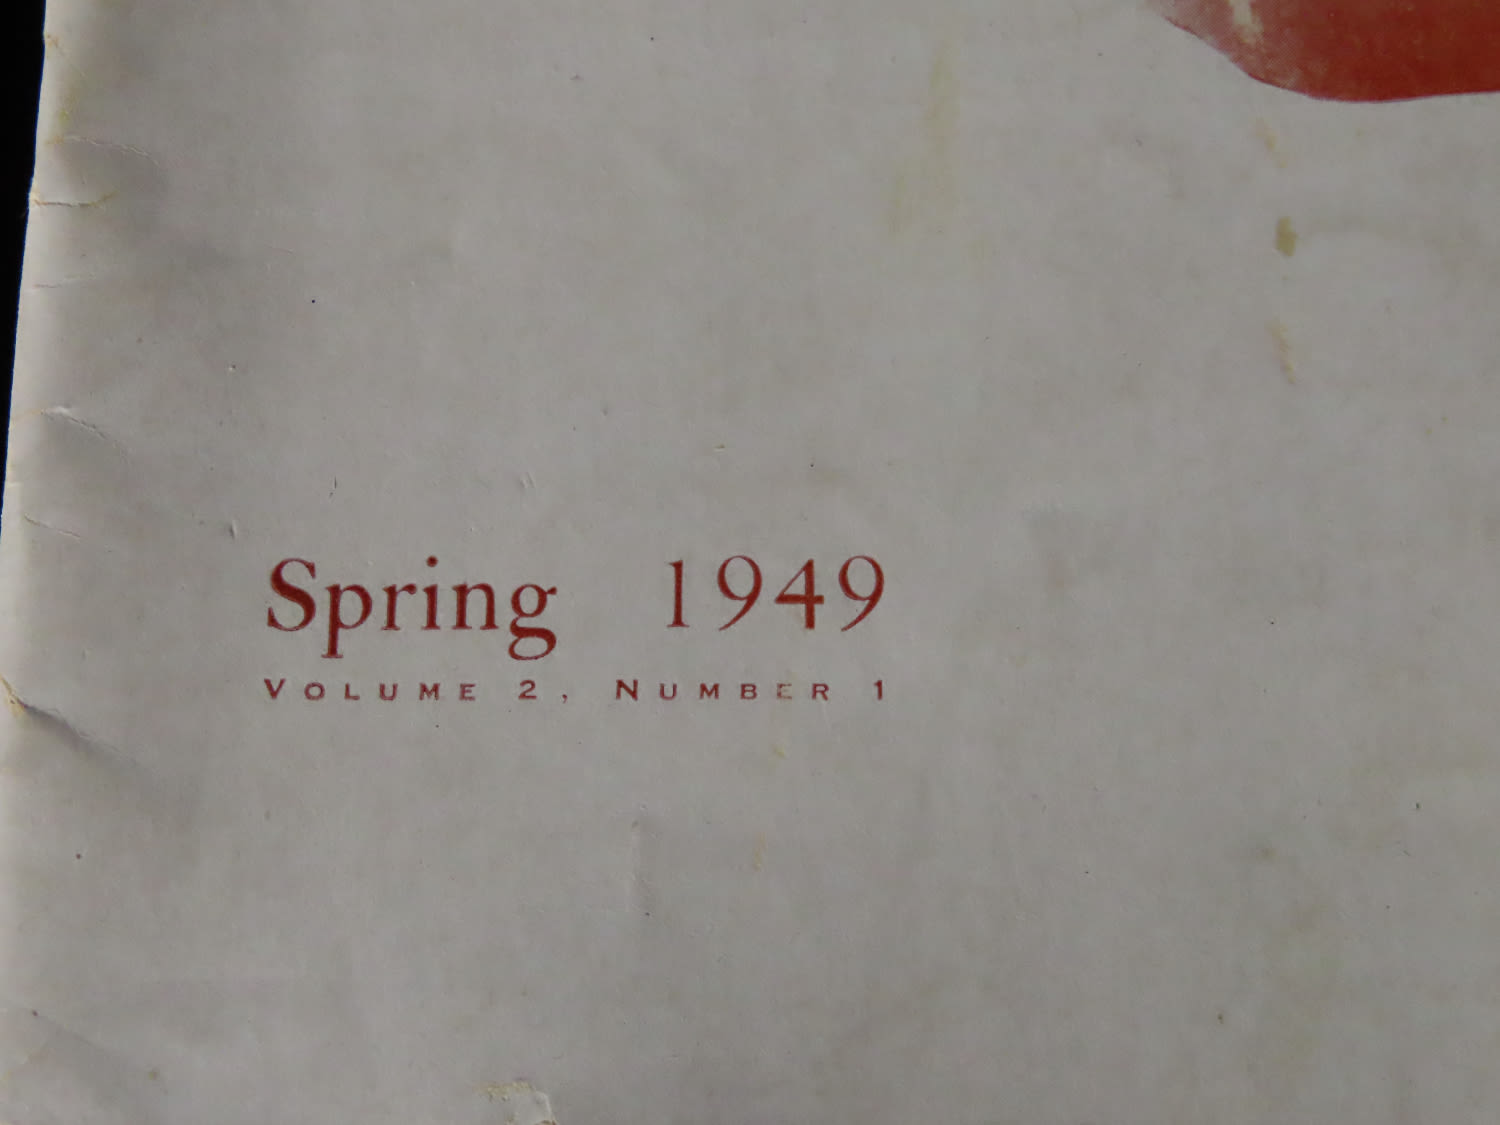 Spring 1949
VOLUME 2, NUMBER 1